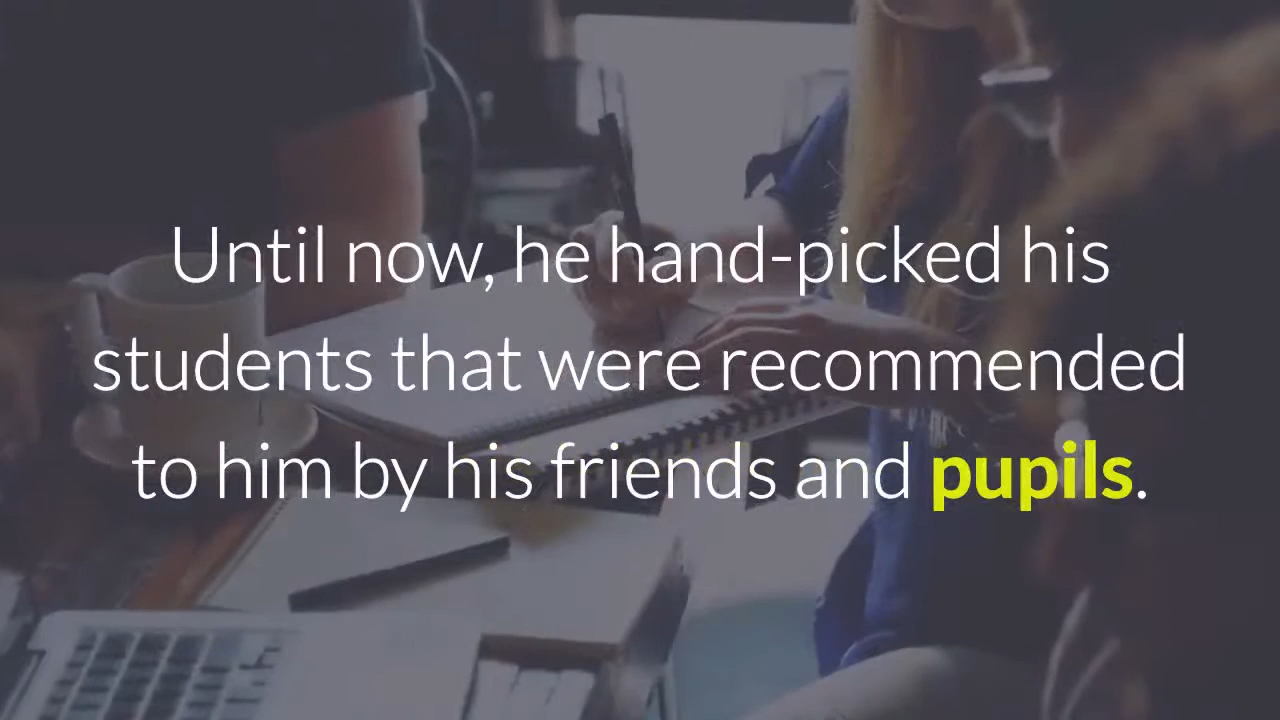 Until now, he hand-picked his
students that were recommended
to him by his friends and pupils.